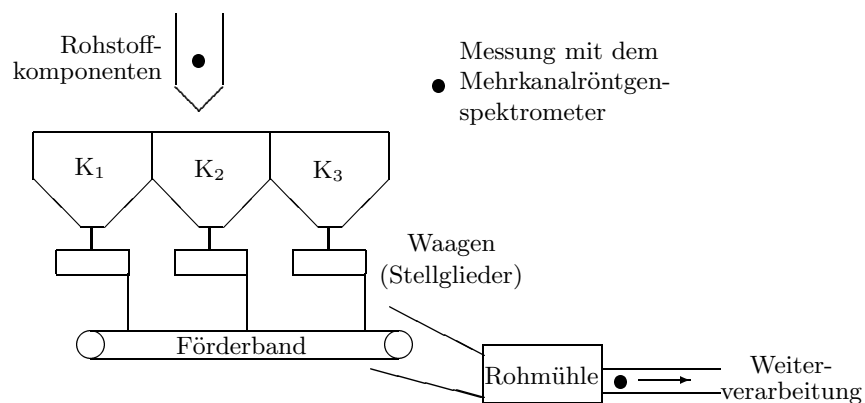 Rohstoff-
komponenten
Messung mit dem
Mehrkanalröntgen-
spektrometer
K1
K2
K3
Waagen
(Stellglieder)
Förderband
Rohmühle
Weiter-
verarbeitung